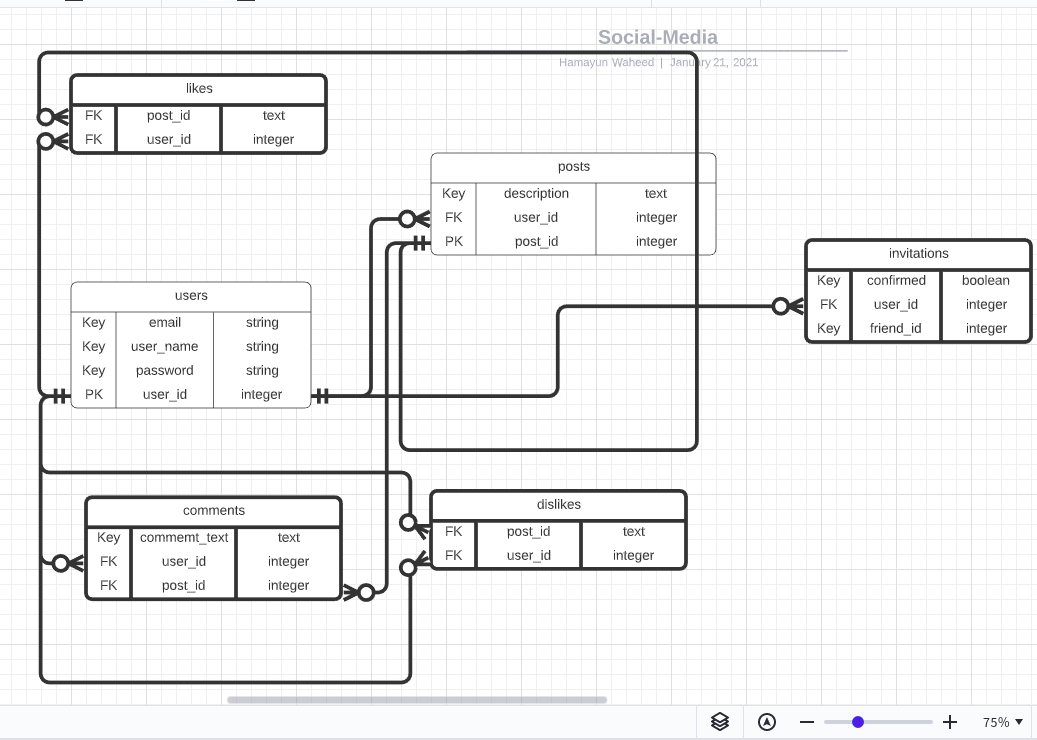 Social-Media
Hamayun Waheed | January 21, 2021
likes
FK post_id text
FK user_id integer
posts
Key description text
FK user_id integer
PK post_id integer
invitations
Key confirmed boolean
FK user_id integer
Key friend_id integer
users
Key email string
Key user_name string
Key password string
PK user_id integer
comments
Key commemt_text text
FK user_id integer
FK post_id integer
dislikes
FK post_id text
FK user_id integer
75%